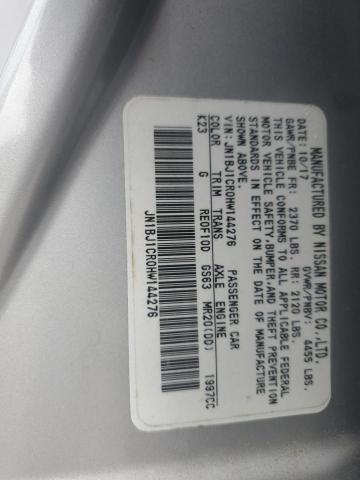 MANUFACTURED BY NISSAN MOTOR CO.,LTD.
DATE: 10/17 GVWR/PNBV: 4455 LBS.
GAWR/PNBE FR: 2370 LBS. RR: 2120 LBS.
THIS VEHICLE CONFORMS TO ALL APPLICABLE FEDERAL
MOTOR VEHICLE SAFETY,BUMPER,AND THEFT PREVENTION
STANDARDS IN EFFECT ON THE DATE OF MANUFACTURE
SHOWN ABOVE.
VIN: JN1BJ1CR0HW144276 PASSENGER CAR
COLOR TRIM TRANS AXLE ENGINE
K23 G RE0F10D GS63 MR20(DD) 1997CC
JN1BJ1CR0HW144276